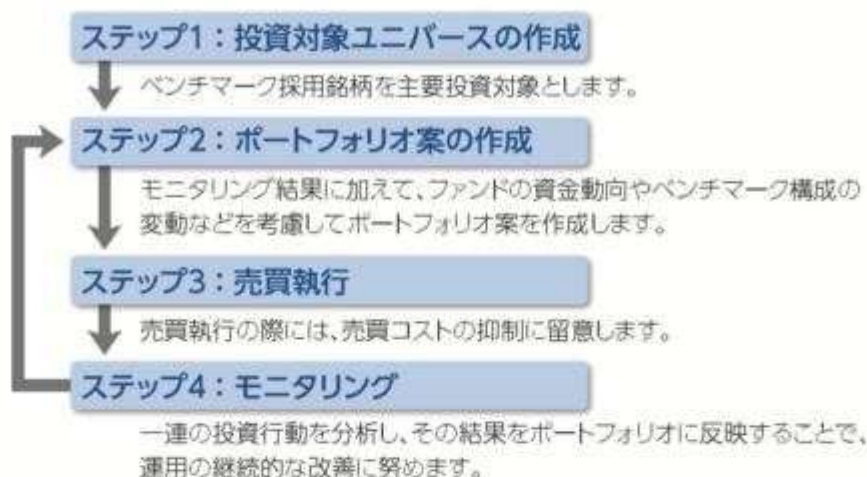 ステップ1：投資対象ユニバースの作成
ベンチマーク採用銘柄を主要投資対象とします。
ステップ2：ポートフォリオ案の作成
モニタリング結果に加えて、ファンドの資金動向やベンチマーク構成の
変動などを考慮してポートフォリオ案を作成します。
ステップ3：売買執行
売買執行の際には、売買コストの抑制に留意します。
ステップ4：モニタリング
一連の投資行動を分析し、その結果をポートフォリオに反映することで、
運用の継続的な改善に努めます。